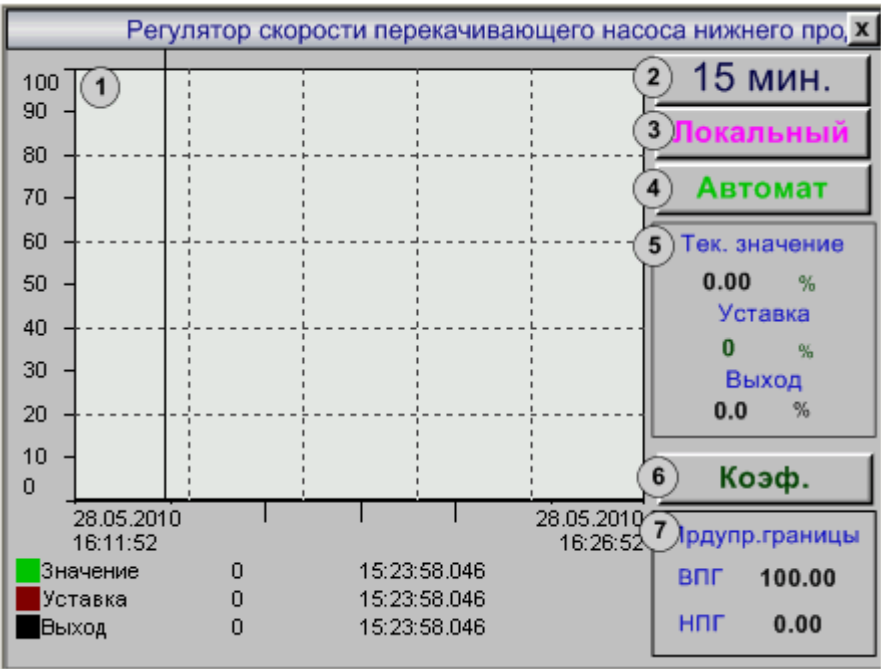 Регулятор скорости перекачивающего насоса нижнего про x
1
100
90
80
70
60
50
40
30
20
10
0
28.05.2010 28.05.2010
16:11:52 16:26:52
Значение 0 15:23:58.046
Уставка 0 15:23:58.046
Выход 0 15:23:58.046
2 15 мин.
3 Локальный
4 Автомат
5 Тек. значение
0.00 %
Уставка
0 %
Выход
0.0 %
6 Коэф.
7 Прдупр.границы
ВПГ 100.00
НПГ 0.00